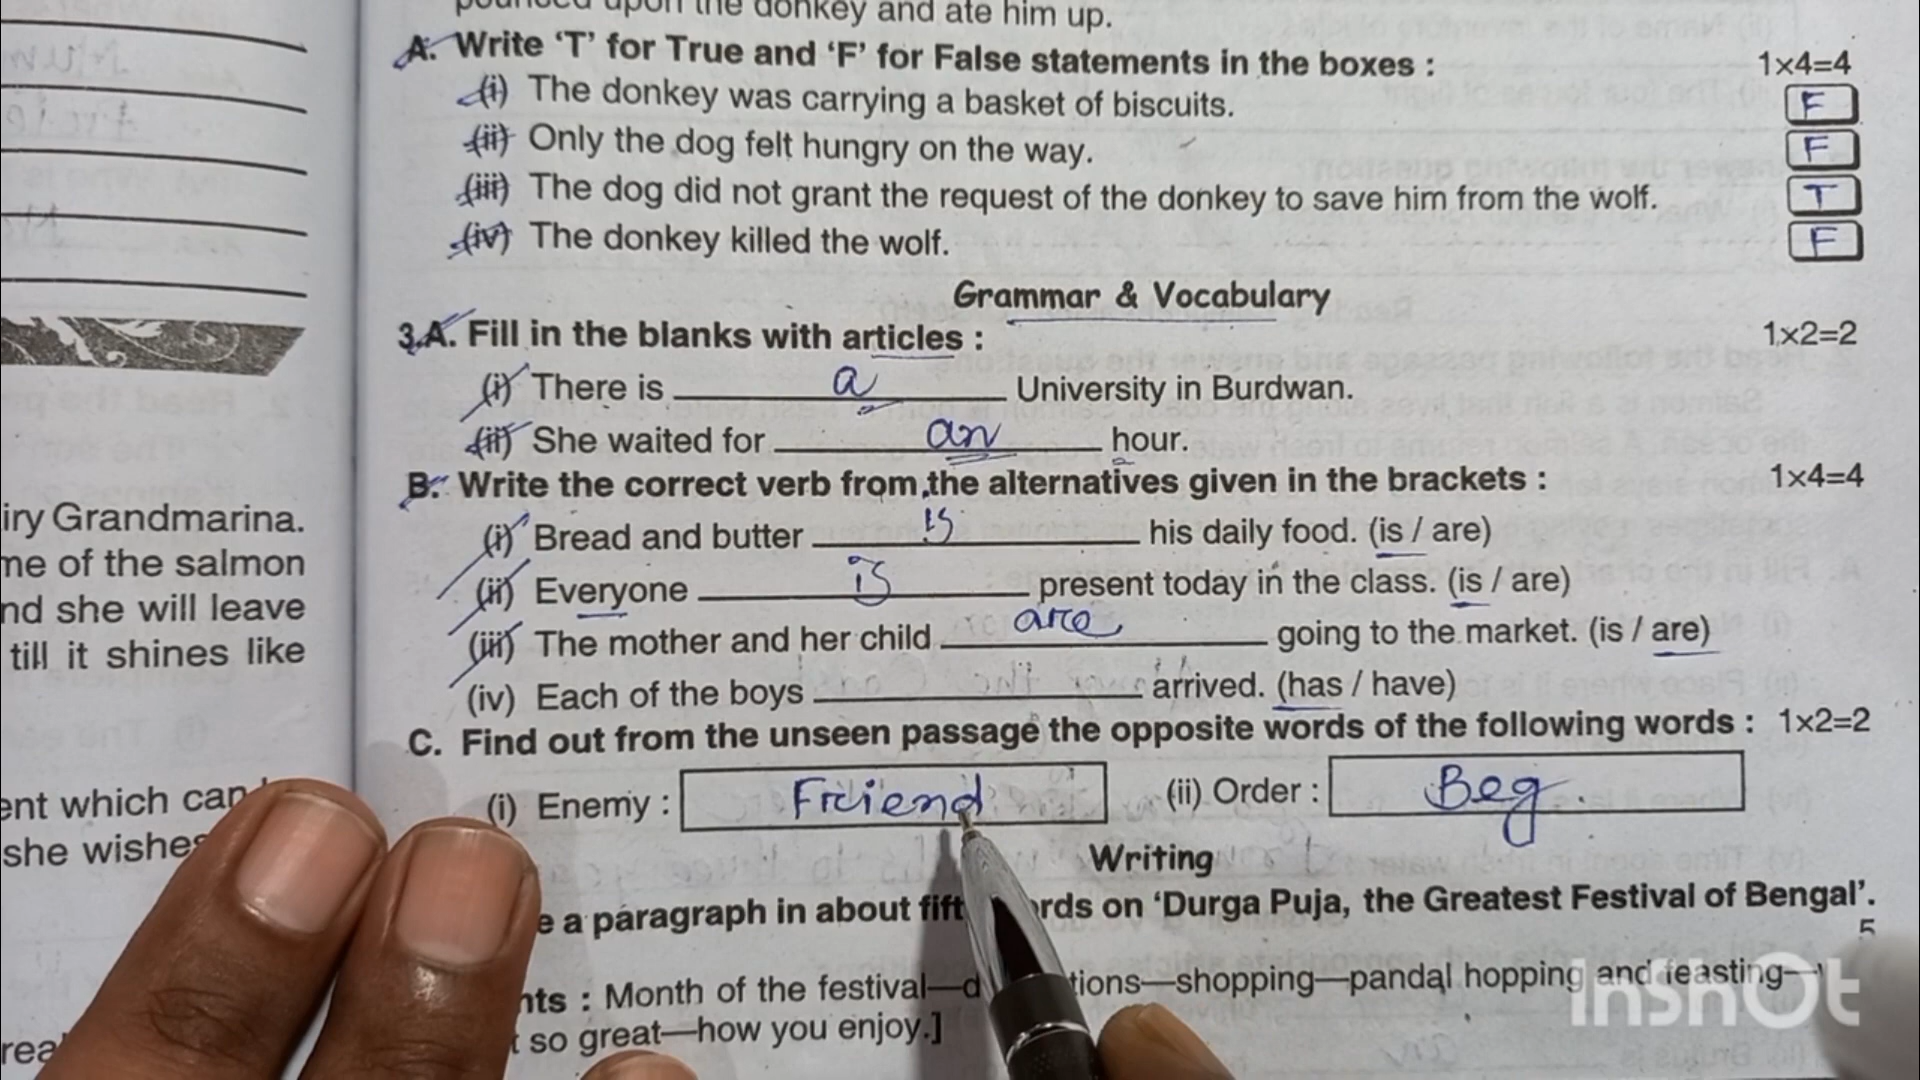 upon the donkey and ate him up.
A. Write 'T' for True and 'F' for False statements in the boxes : 1×4=4
(i) The donkey was carrying a basket of biscuits. F
(ii) Only the dog felt hungry on the way. F
(iii) The dog did not grant the request of the donkey to save him from the wolf. T
(iv) The donkey killed the wolf. F
Grammar & Vocabulary
3.A. Fill in the blanks with articles : 1×2=2
(i) There is a University in Burdwan.
(ii) She waited for an hour.
B. Write the correct verb from the alternatives given in the brackets : 1×4=4
(i) Bread and butter is his daily food. (is / are)
(ii) Everyone is present today in the class. (is / are)
(iii) The mother and her child are going to the market. (is / are)
(iv) Each of the boys arrived. (has / have)
C. Find out from the unseen passage the opposite words of the following words : 1×2=2
(i) Enemy : Friend (ii) Order : Beg
Writing
e a paragraph in about on 'Durga Puja, the Greatest Festival of Bengal'.
5
nts : Month of the festival— tions—shopping—pandal hopping and feasting—
so great—how you enjoy.]
iry Grandmarina.
me of the salmon
nd she will leave
till it shines like
ent which can
she wishes
InShOt